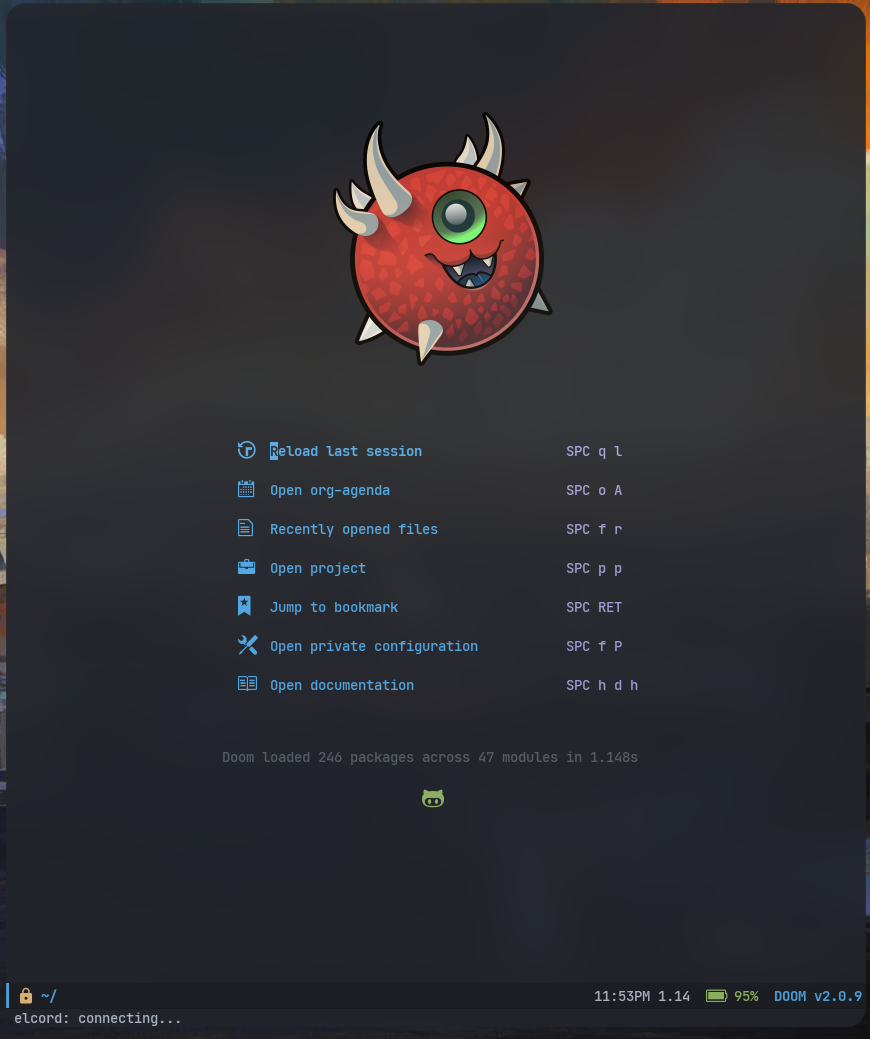 Reload last session SPC q l
Open org-agenda SPC o A
Recently opened files SPC f r
Open project SPC p p
Jump to bookmark SPC RET
Open private configuration SPC f P
Open documentation SPC h d h
Doom loaded 246 packages across 47 modules in 1.148s
~/ 11:53PM 1.14 95% DOOM v2.0.9
elcord: connecting...